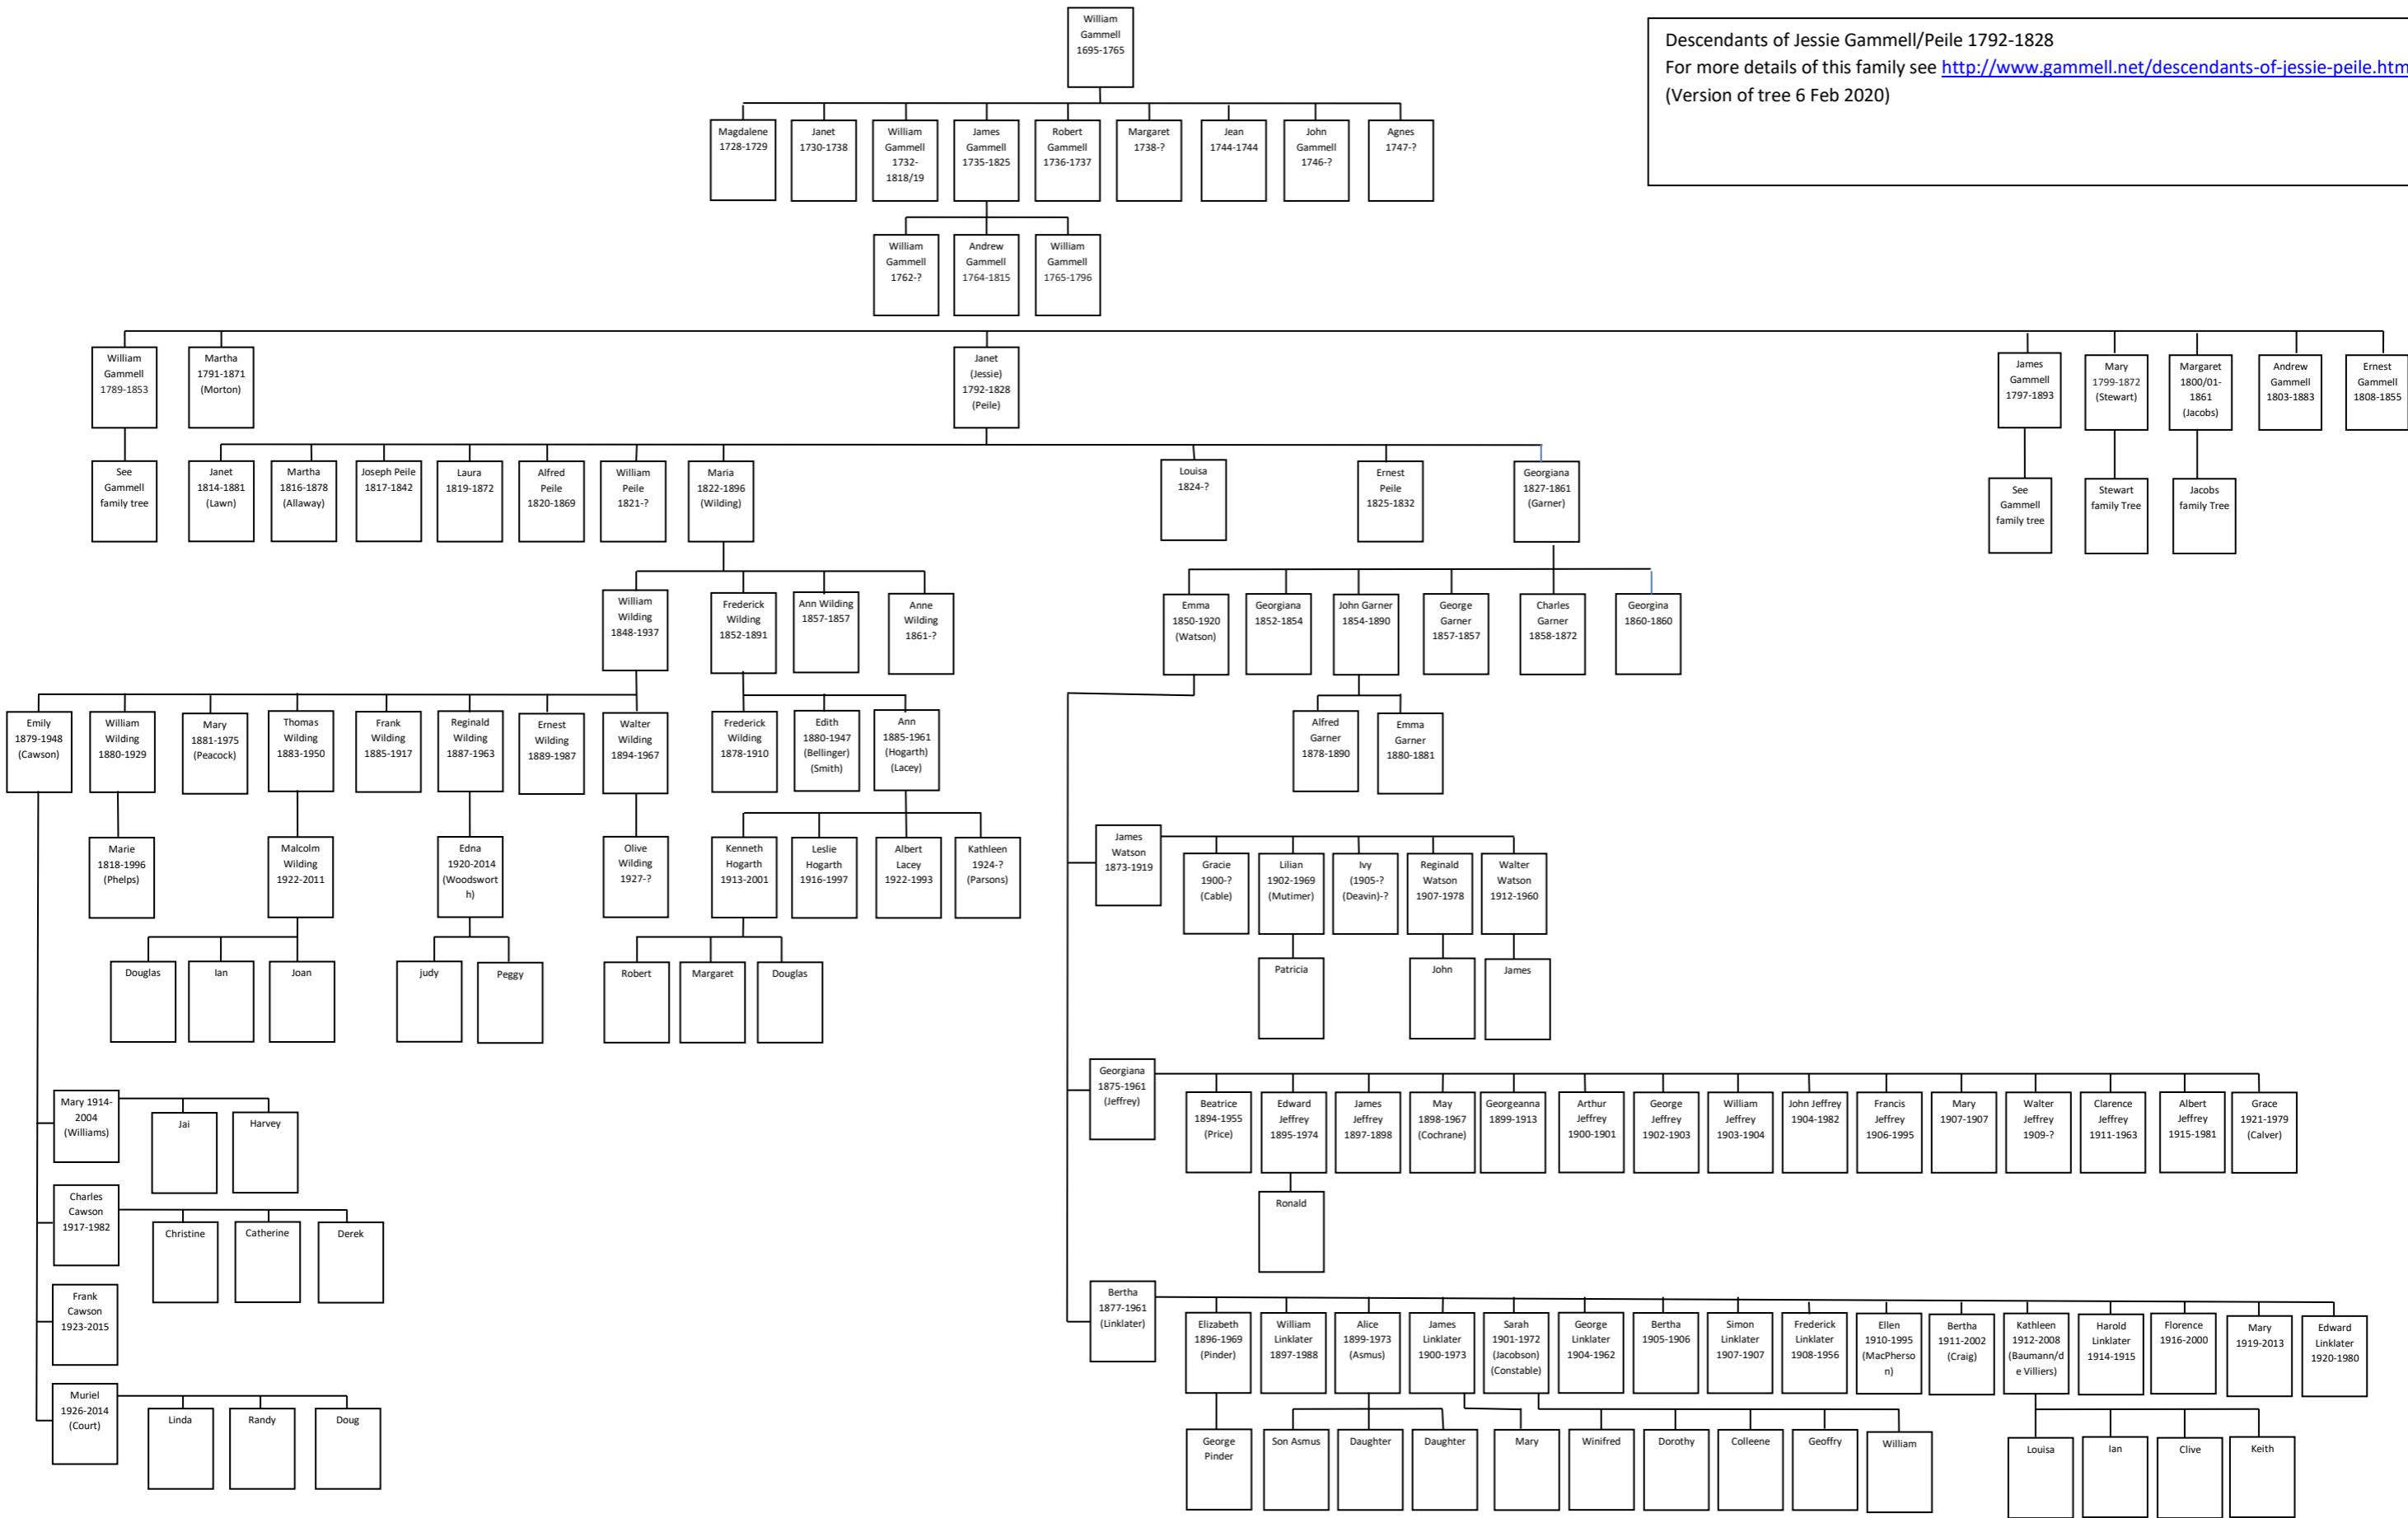 William
Gammell
1695-1765
Descendants of Jessie Gammell/Peile 1792-1828
For more details of this family see http://www.gammell.net/descendants-of-jessie-peile.htm
(Version of tree 6 Feb 2020)
Magdalene
1728-1729
Janet
1730-1738
William
Gammell
1732-
1818/19
James
Gammell
1735-1825
Robert
Gammell
1736-1737
Margaret
1738-?
Jean
1744-1744
John
Gammell
1746-?
Agnes
1747-?
William
Gammell
1762-?
Andrew
Gammell
1764-1815
William
Gammell
1765-1796
William
Gammell
1789-1853
Martha
1791-1871
(Morton)
Janet
(Jessie)
1792-1828
(Peile)
James
Gammell
1797-1893
Mary
1799-1872
(Stewart)
Margaret
1800/01-
1861
(Jacobs)
Andrew
Gammell
1803-1883
Ernest
Gammell
1808-1855
See
Gammell
family tree
Janet
1814-1881
(Lawn)
Martha
1816-1878
(Allaway)
Joseph Peile
1817-1842
Laura
1819-1872
Alfred
Peile
1820-1869
William
Peile
1821-?
Maria
1822-1896
(Wilding)
Louisa
1824-?
Ernest
Peile
1825-1832
Georgiana
1827-1861
(Garner)
See
Gammell
family tree
Stewart
family Tree
Jacobs
family Tree
William
Wilding
1848-1937
Frederick
Wilding
1852-1891
Ann Wilding
1857-1857
Anne
Wilding
1861-?
Emma
1850-1920
(Watson)
Georgiana
1852-1854
John Garner
1854-1890
George
Garner
1857-1857
Charles
Garner
1858-1872
Georgina
1860-1860
Emily
1879-1948
(Cawson)
William
Wilding
1880-1929
Mary
1881-1975
(Peacock)
Thomas
Wilding
1883-1950
Frank
Wilding
1885-1917
Reginald
Wilding
1887-1963
Ernest
Wilding
1889-1987
Walter
Wilding
1894-1967
Frederick
Wilding
1878-1910
Edith
1880-1947
(Bellinger)
(Smith)
Ann
1885-1961
(Hogarth)
(Lacey)
Alfred
Garner
1878-1890
Emma
Garner
1880-1881
Marie
1818-1996
(Phelps)
Malcolm
Wilding
1922-2011
Edna
1920-2014
(Woodswort
h)
Olive
Wilding
1927-?
Kenneth
Hogarth
1913-2001
Leslie
Hogarth
1916-1997
Albert
Lacey
1922-1993
Kathleen
1924-?
(Parsons)
James
Watson
1873-1919
Gracie
1900-?
(Cable)
Lilian
1902-1969
(Mutimer)
Ivy
(1905-?
(Deavin)-?
Reginald
Watson
1907-1978
Walter
Watson
1912-1960
Douglas
Ian
Joan
judy
Peggy
Robert
Margaret
Douglas
Patricia
John
James
Mary 1914-
2004
(Williams)
Jai
Harvey
Georgiana
1875-1961
(Jeffrey)
Beatrice
1894-1955
(Price)
Edward
Jeffrey
1895-1974
James
Jeffrey
1897-1898
May
1898-1967
(Cochrane)
Georgeanna
1899-1913
Arthur
Jeffrey
1900-1901
George
Jeffrey
1902-1903
William
Jeffrey
1903-1904
John Jeffrey
1904-1982
Francis
Jeffrey
1906-1995
Mary
1907-1907
Walter
Jeffrey
1909-?
Clarence
Jeffrey
1911-1963
Albert
Jeffrey
1915-1981
Grace
1921-1979
(Calver)
Charles
Cawson
1917-1982
Christine
Catherine
Derek
Ronald
Frank
Cawson
1923-2015
Bertha
1877-1961
(Linklater)
Elizabeth
1896-1969
(Pinder)
William
Linklater
1897-1988
Alice
1899-1973
(Asmus)
James
Linklater
1900-1973
Sarah
1901-1972
(Jacobson)
(Constable)
George
Linklater
1904-1962
Bertha
1905-1906
Simon
Linklater
1907-1907
Frederick
Linklater
1908-1956
Ellen
1910-1995
(MacPherso
n)
Bertha
1911-2002
(Craig)
Kathleen
1912-2008
(Baumann/d
e Villiers)
Harold
Linklater
1914-1915
Florence
1916-2000
Mary
1919-2013
Edward
Linklater
1920-1980
Muriel
1926-2014
(Court)
Linda
Randy
Doug
George
Pinder
Son Asmus
Daughter
Daughter
Mary
Winifred
Dorothy
Colleene
Geoffry
William
Louisa
Ian
Clive
Keith